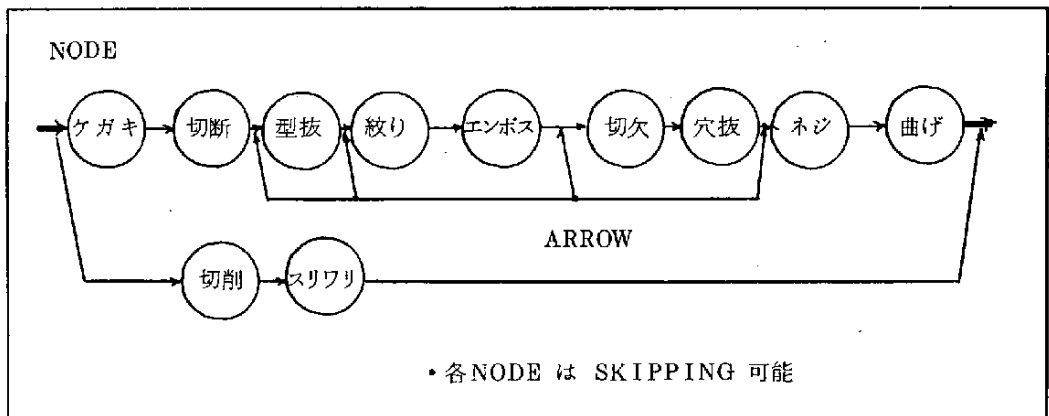 NODE
ケガキ 切断 型抜 絞り エンボス 切欠 穴抜 ネジ 曲げ
ARROW
切削 スリワリ
・各NODE は SKIPPING 可能